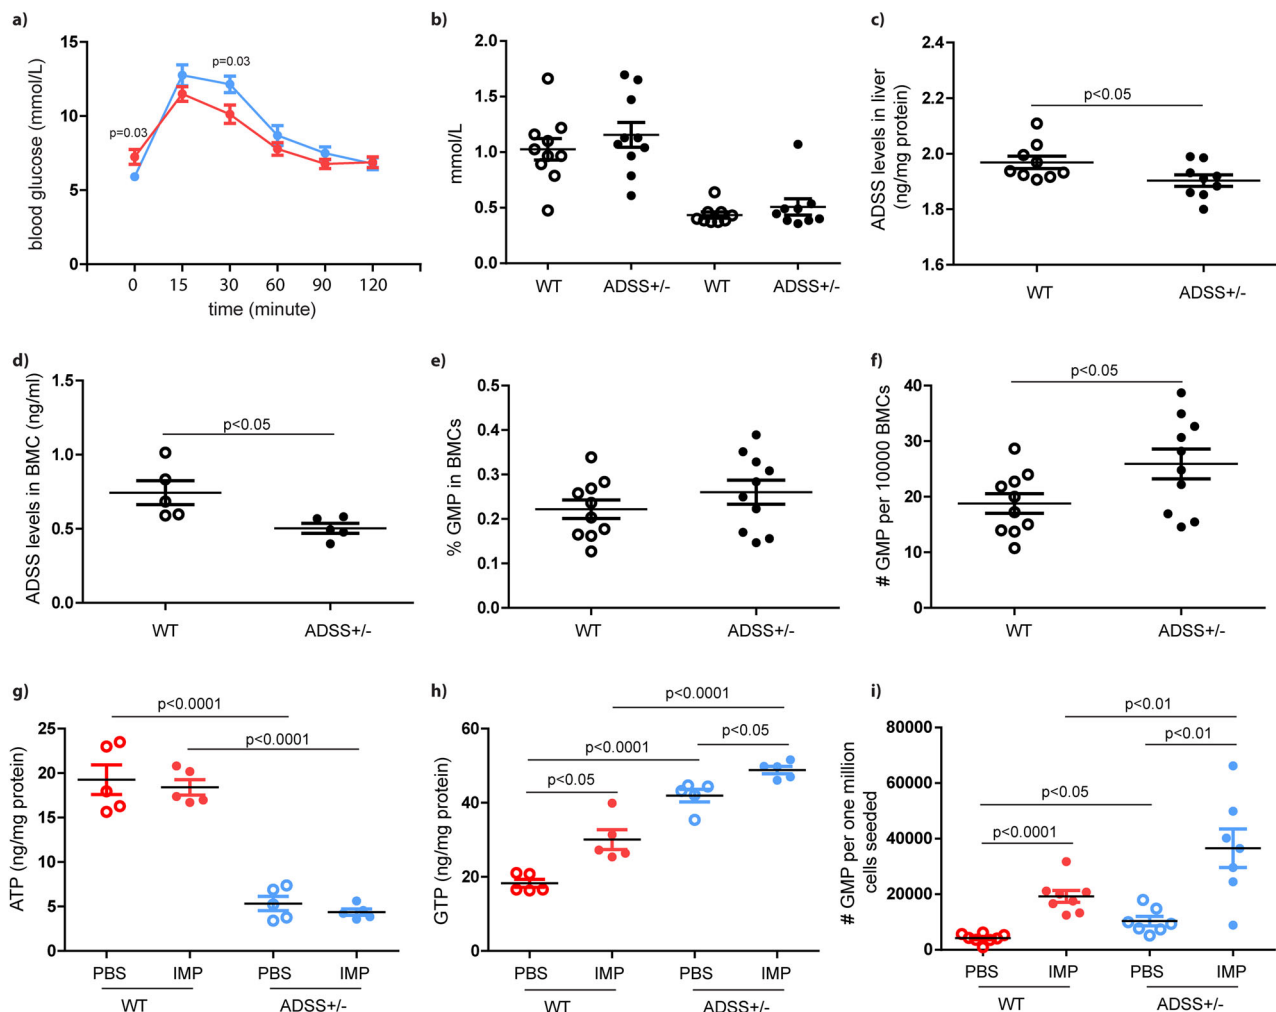 a)
blood glucose (mmol/L)
15
10
5
0
p=0.03
p=0.03
0 15 30 60 90 120
time (minute)
b)
mmol/L
2.0
1.5
1.0
0.5
0.0
WT ADSS+/- WT ADSS+/-
c)
ADSS levels in liver
(ng/mg protein)
2.4
2.2
2.0
1.8
1.6
p<0.05
WT ADSS+/-
d)
ADSS levels in BMC (ng/ml)
1.5
1.0
0.5
0.0
p<0.05
WT ADSS+/-
e)
% GMP in BMCs
0.5
0.4
0.3
0.2
0.1
0.0
WT ADSS+/-
f)
# GMP per 10000 BMCs
40
30
20
10
0
p<0.05
WT ADSS+/-
g)
ATP (ng/mg protein)
25
20
15
10
5
0
p<0.0001
p<0.0001
PBS IMP PBS IMP
WT ADSS+/-
h)
GTP (ng/mg protein)
60
40
20
0
p<0.0001
p<0.05
p<0.0001
p<0.05
PBS IMP PBS IMP
WT ADSS+/-
i)
# GMP per one million
cells seeded
80000
60000
40000
20000
0
p<0.01
p<0.01
p<0.05
p<0.0001
PBS IMP PBS IMP
WT ADSS+/-